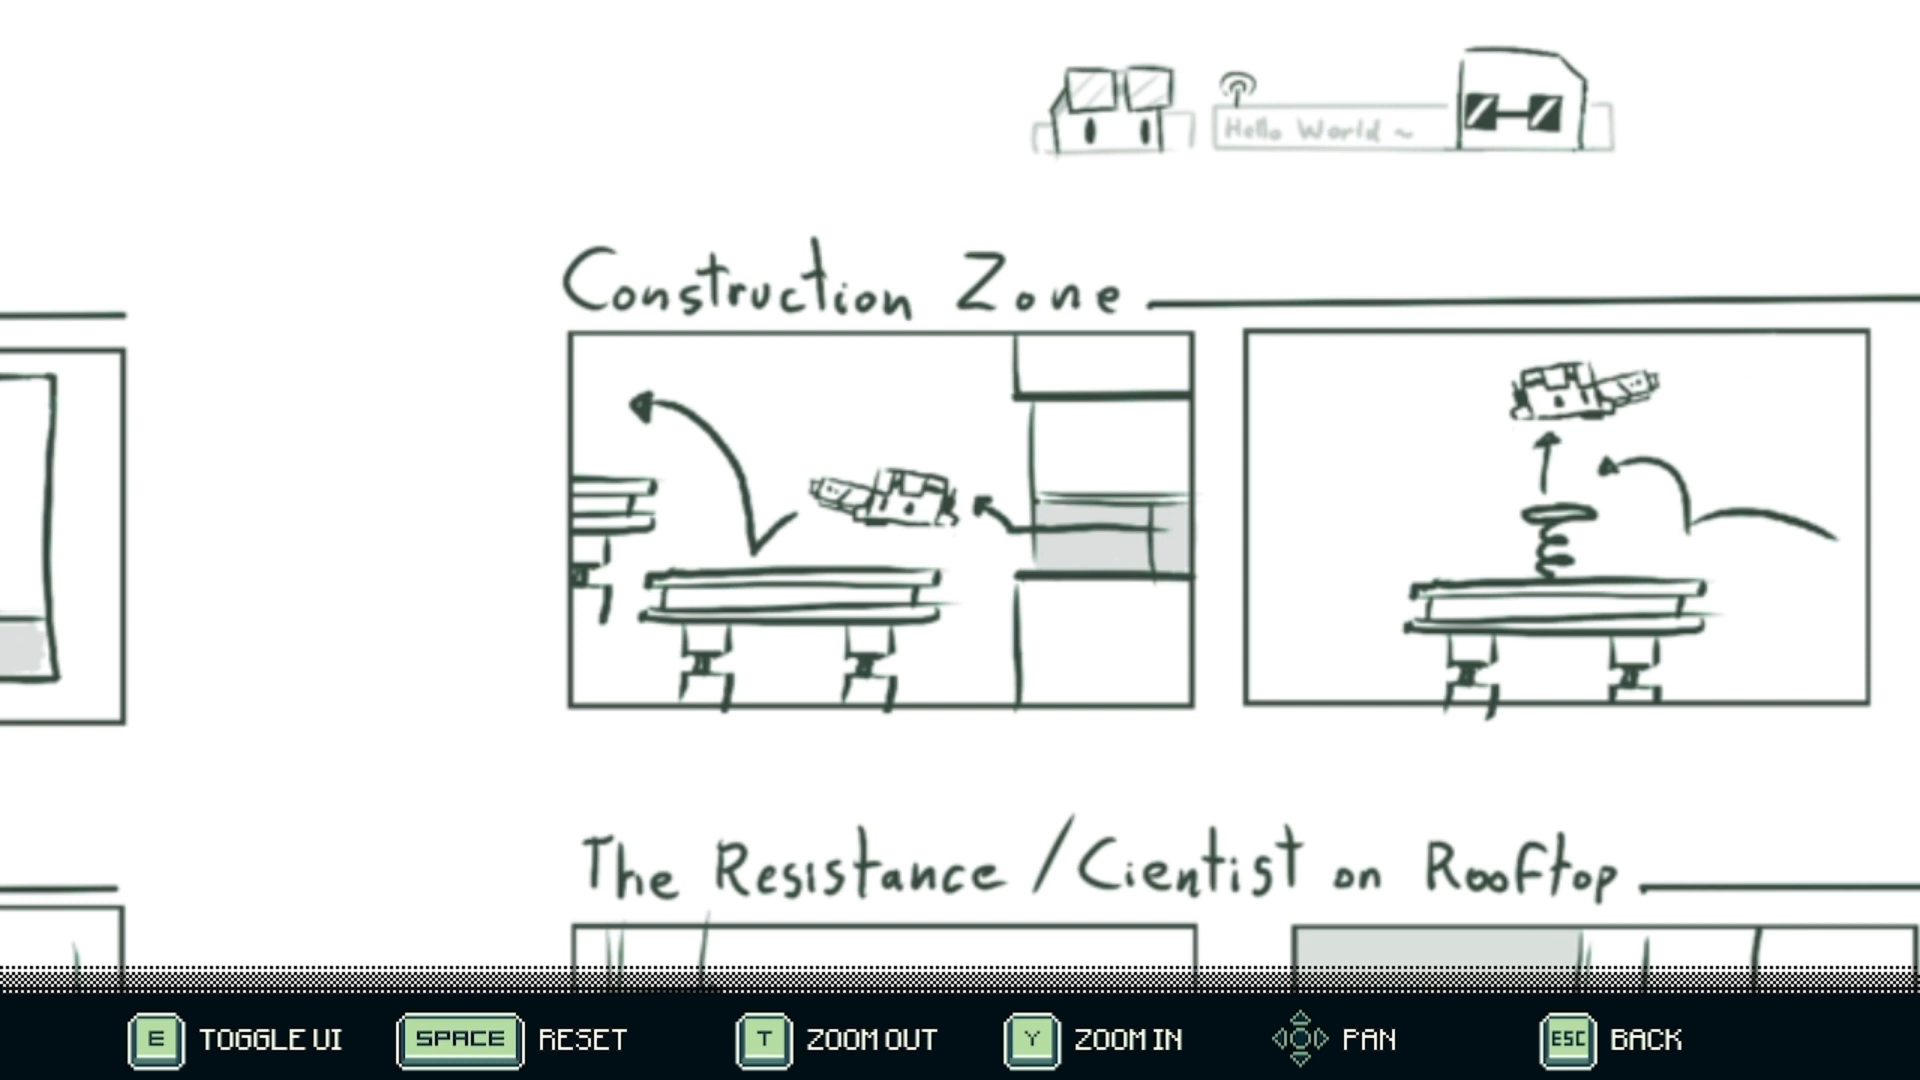 Hello World ~
Construction Zone
The Resistance / Cientist on Rooftop
E TOGGLE UI SPACE RESET T ZOOM OUT Y ZOOM IN PAN ESC BACK